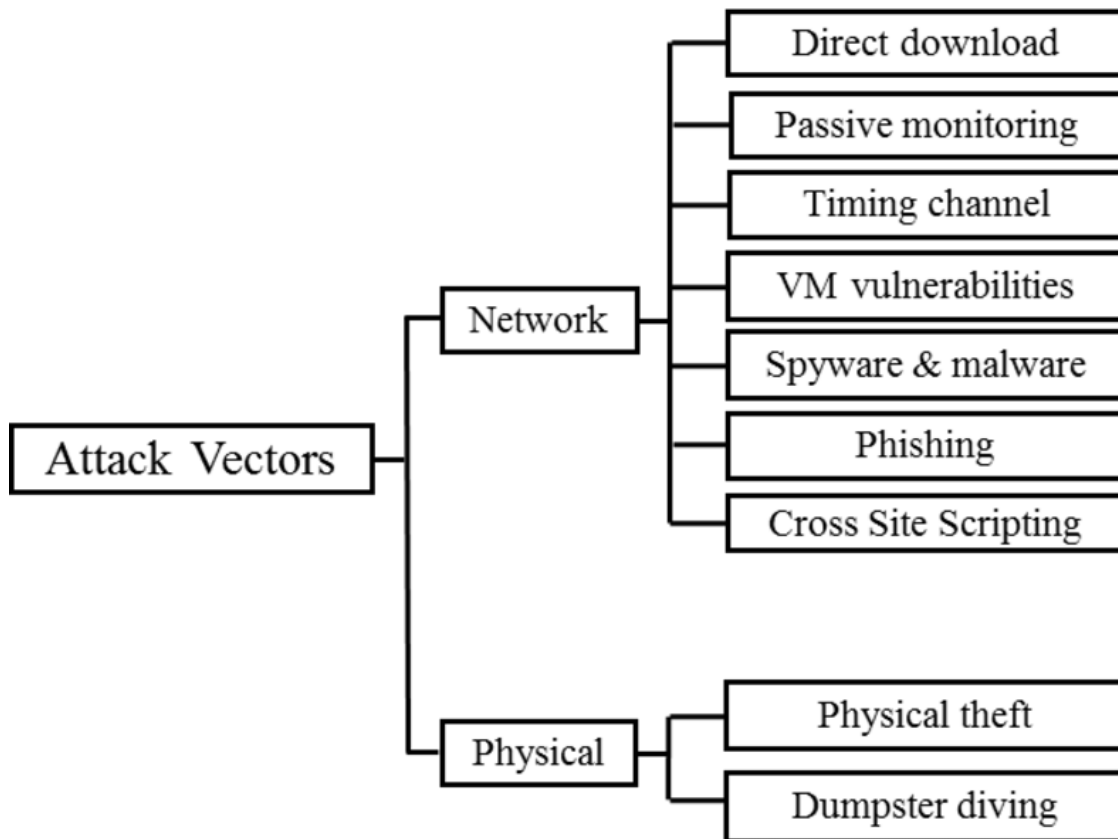 Attack Vectors
Network
Direct download
Passive monitoring
Timing channel
VM vulnerabilities
Spyware & malware
Phishing
Cross Site Scripting
Physical
Physical theft
Dumpster diving